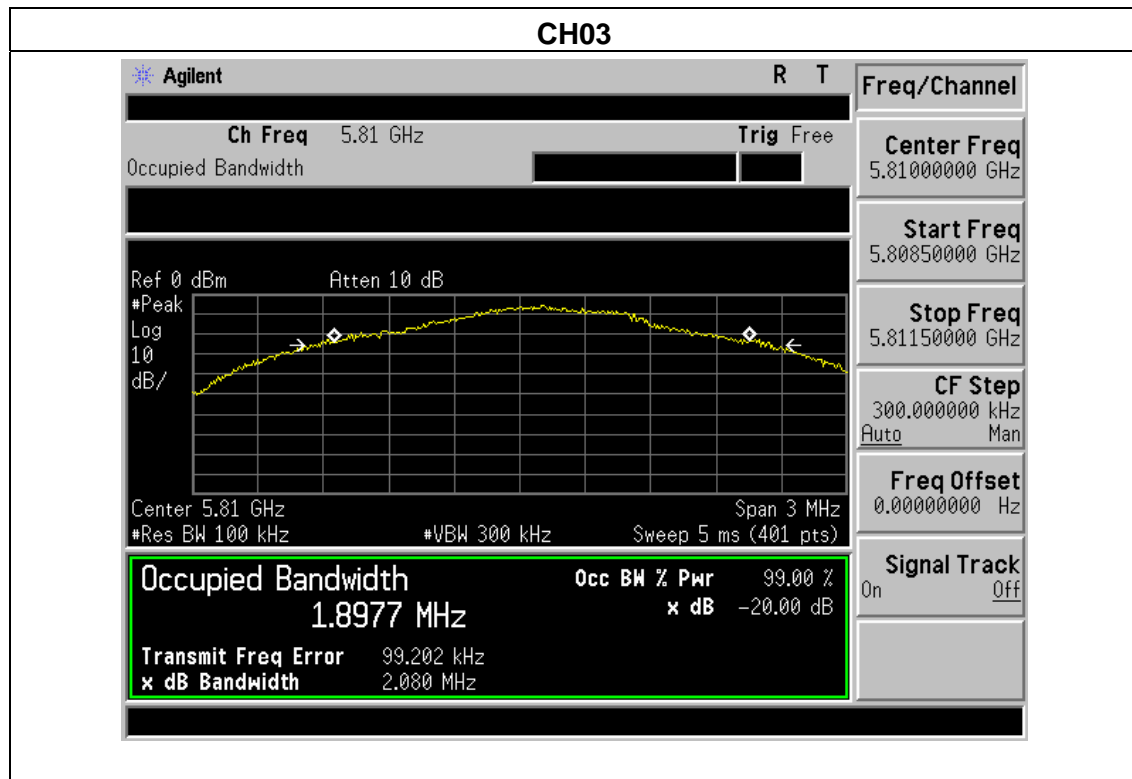 CH03
Agilent R T
Ch Freq 5.81 GHz Trig Free
Occupied Bandwidth
Ref 0 dBm Atten 10 dB
#Peak
Log
10
dB/
Center 5.81 GHz Span 3 MHz
#Res BW 100 kHz #VBW 300 kHz Sweep 5 ms (401 pts)
Occupied Bandwidth Occ BW % Pwr 99.00 %
1.8977 MHz x dB -20.00 dB
Transmit Freq Error 99.202 kHz
x dB Bandwidth 2.080 MHz
Freq/Channel
Center Freq
5.81000000 GHz
Start Freq
5.80850000 GHz
Stop Freq
5.81150000 GHz
CF Step
300.000000 kHz
Auto Man
Freq Offset
0.00000000 Hz
Signal Track
On Off